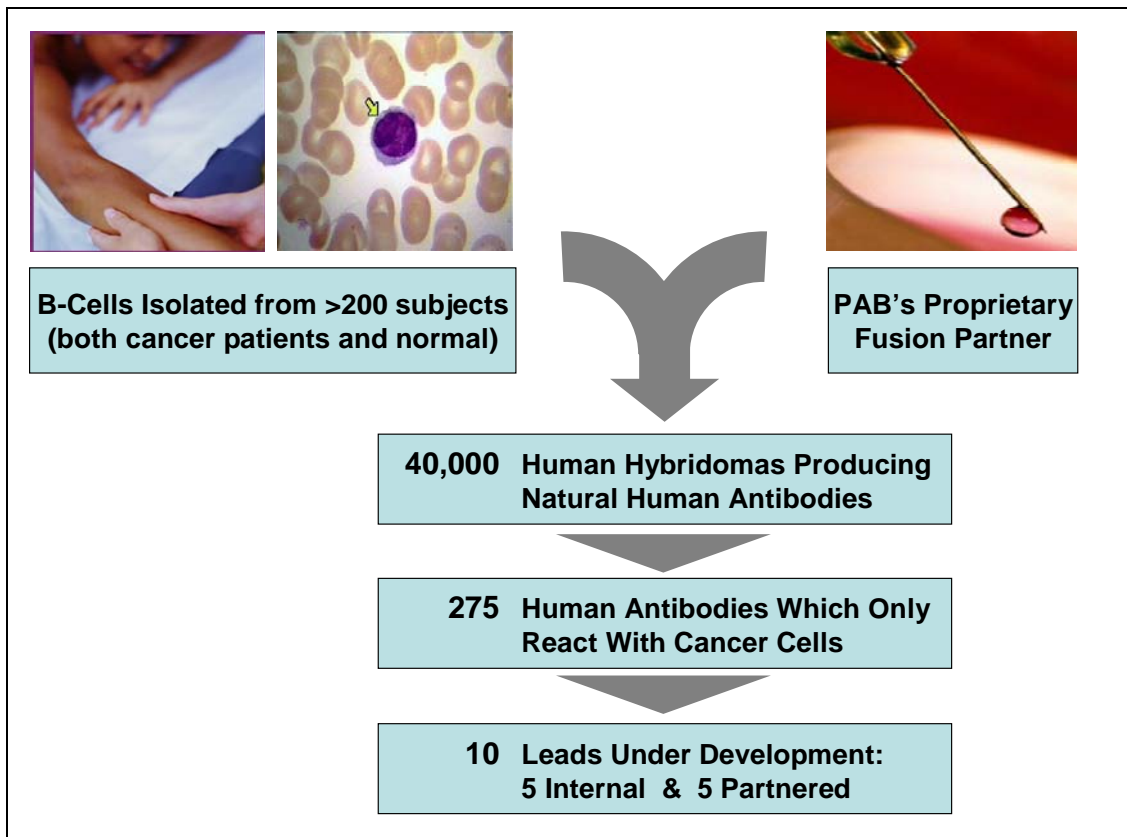 B-Cells Isolated from >200 subjects
(both cancer patients and normal)
PAB's Proprietary
Fusion Partner
40,000 Human Hybridomas Producing
Natural Human Antibodies
275 Human Antibodies Which Only
React With Cancer Cells
10 Leads Under Development:
5 Internal & 5 Partnered